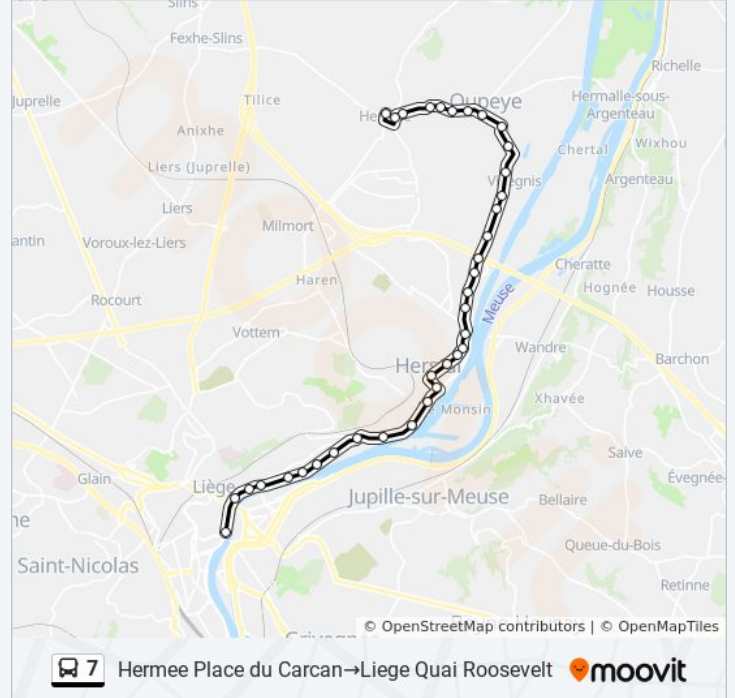 Slins
Fexhe-Slins
Richelle
Juprelle
Tilice
Oupeye
Hermalle-sous-
Argenteau
Anixhe
Wixhou
Chertal
Liers (Juprelle)
Argenteau
Liers
Milmort
antin
Voroux-lez-Liers
Cheratte
Haren
Hognée
Housse
Rocourt
Meuse
Vottem
Wandre
Barchon
Xhavée
Monsin
Saive
Glain
Liège
Évegnée-
Jupille-sur-Meuse
Bellaire
ne
Queue-du-Bois
Saint-Nicolas
Retinne
© OpenStreetMap contributors | © OpenMapTiles
7 Hermee Place du Carcan→Liege Quai Roosevelt moovit